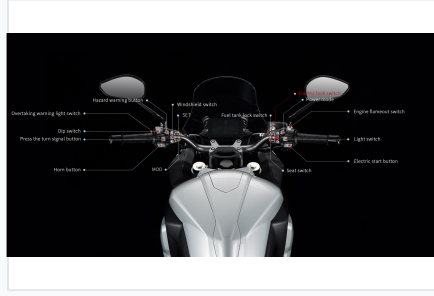 Hazard warning button
Windshield switch
Power mode
Overtaking warning light switch
SET
Fuel tank lock switch
Engine flameout switch
Dip switch
Press the turn signal button
Light switch
Electric start button
Horn button
MOD
Seat switch